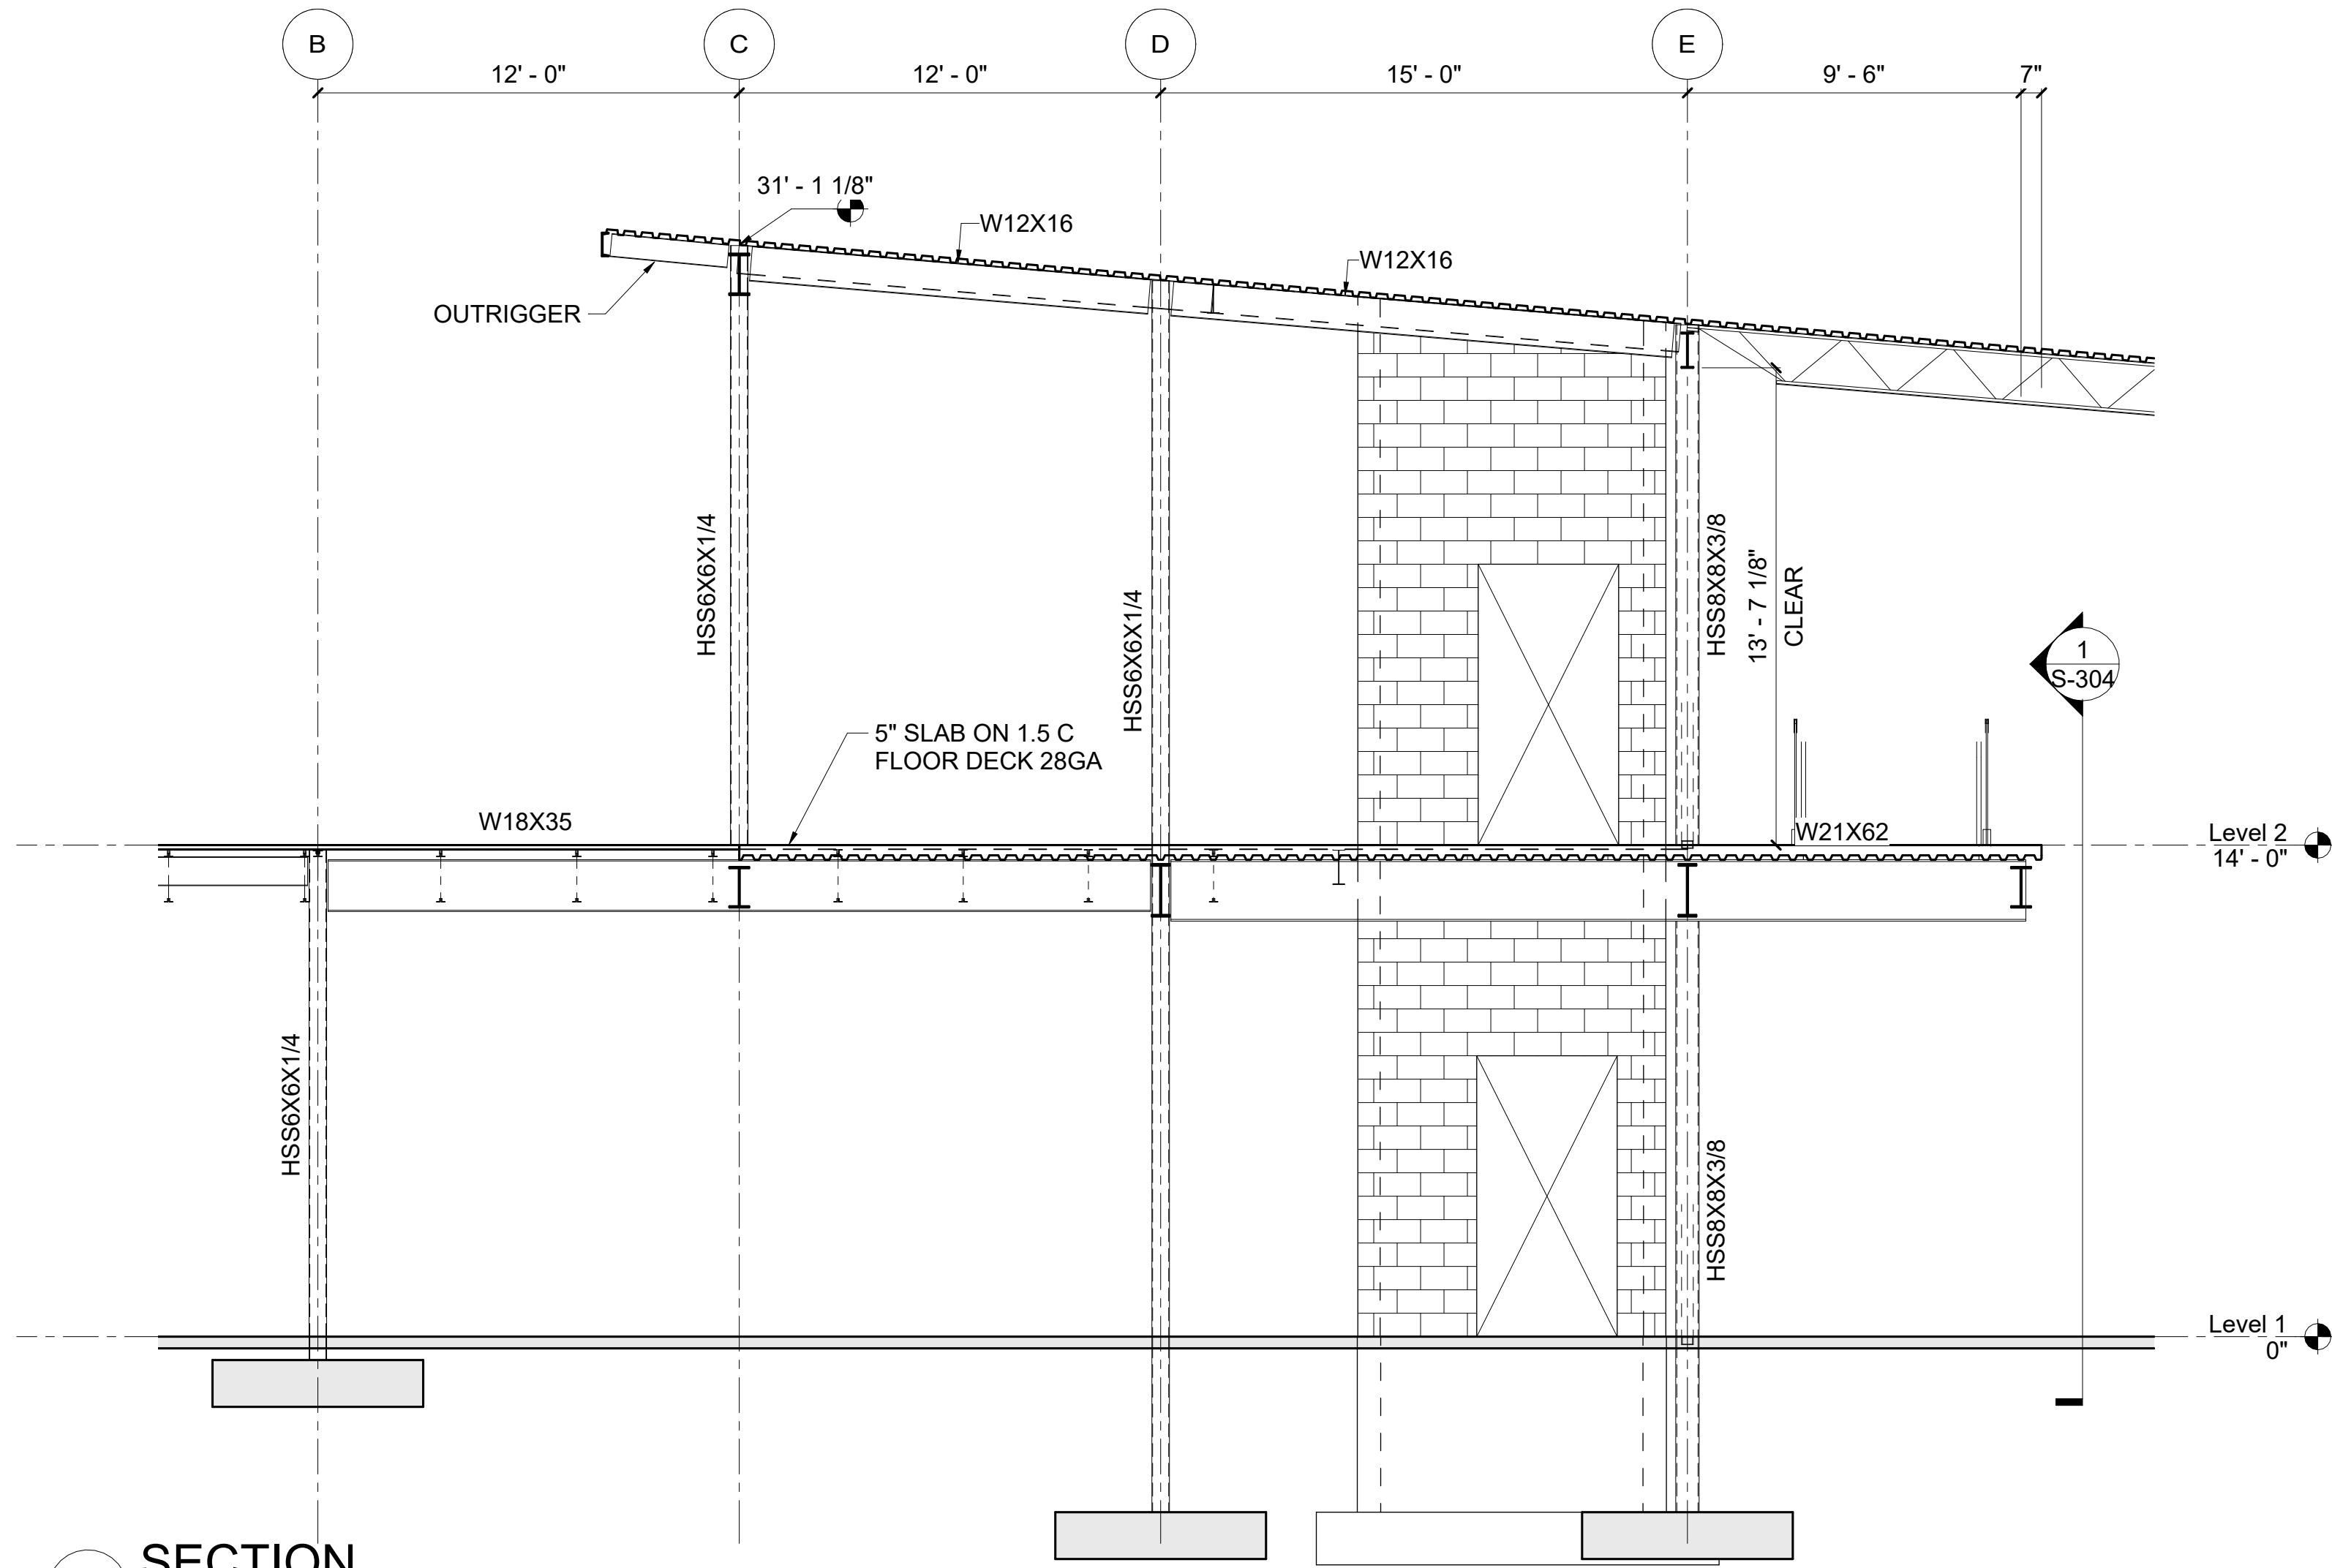 B
C
D
E
12' - 0"
12' - 0"
15' - 0"
9' - 6"
7"
31' - 1 1/8"
W12X16
W12X16
OUTRIGGER
HSS6X6X1/4
HSS6X6X1/4
HSS8X8X3/8
13' - 7 1/8"
CLEAR
1
S-304
5" SLAB ON 1.5 C
FLOOR DECK 28GA
W18X35
W21X62
Level 2
14' - 0"
HSS6X6X1/4
HSS8X8X3/8
Level 1
0"
SECTION